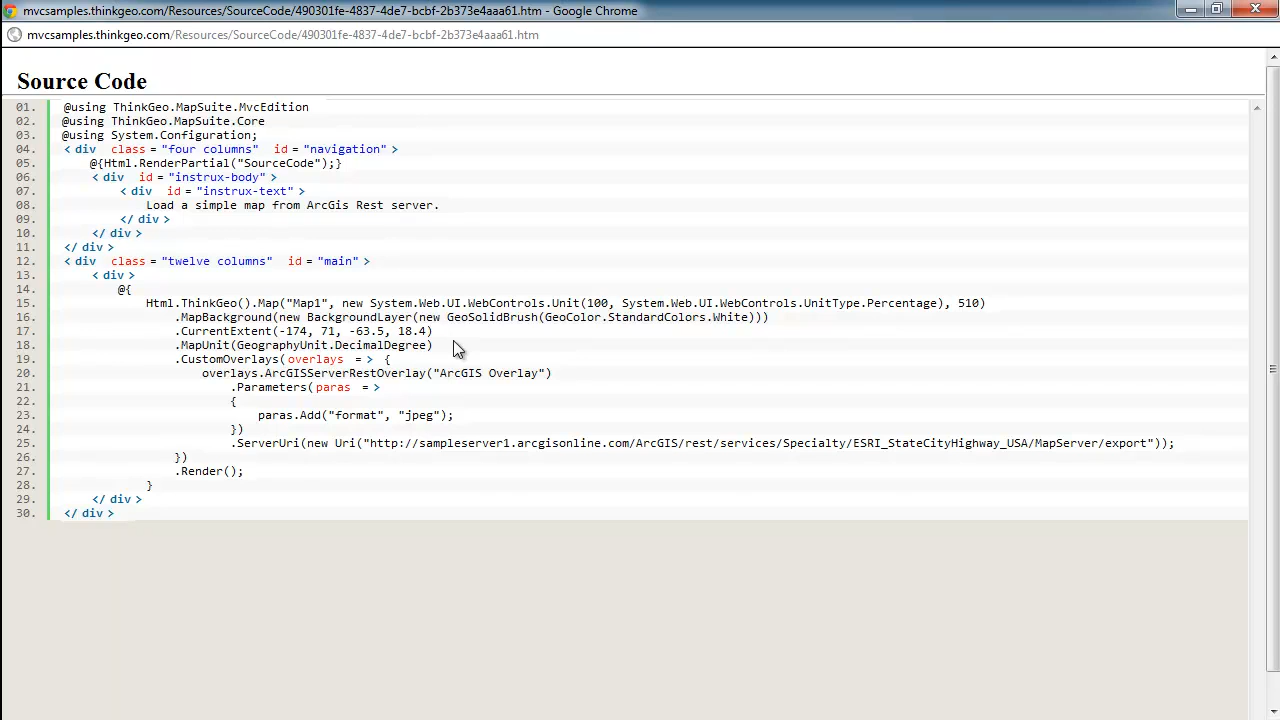 mvcsamples.thinkgeo.com/Resources/SourceCode/490301fe-4837-4de7-bcbf-2b373e4aaa61.htm - Google Chrome
mvcsamples.thinkgeo.com/Resources/SourceCode/490301fe-4837-4de7-bcbf-2b373e4aaa61.htm
Source Code
01. @using ThinkGeo.MapSuite.MvcEdition
02. @using ThinkGeo.MapSuite.Core
03. @using System.Configuration;
04. <div class="four columns" id="navigation">
05. @{Html.RenderPartial("SourceCode");}
06. <div id="instrux-body">
07. <div id="instrux-text">
08. Load a simple map from ArcGis Rest server.
09. </div>
10. </div>
11. </div>
12. <div class="twelve columns" id="main">
13. <div>
14. @{
15. Html.ThinkGeo().Map("Map1", new System.Web.UI.WebControls.Unit(100, System.Web.UI.WebControls.UnitType.Percentage), 510)
16. .MapBackground(new BackgroundLayer(new GeoSolidBrush(GeoColor.StandardColors.White)))
17. .CurrentExtent(-174, 71, -63.5, 18.4)
18. .MapUnit(GeographyUnit.DecimalDegree)
19. .CustomOverlays(overlays => {
20. overlays.ArcGISServerRestOverlay("ArcGIS Overlay")
21. .Parameters(paras =>
22. {
23. paras.Add("format", "jpeg");
24. })
25. .ServerUri(new Uri("http://sampleserver1.arcgisonline.com/ArcGIS/rest/services/Specialty/ESRI_StateCityHighway_USA/MapServer/export"));
26. })
27. .Render();
28. }
29. </div>
30. </div>